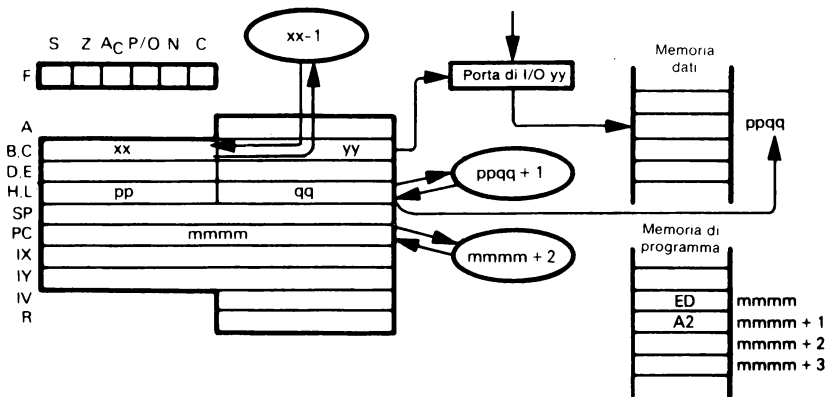 S Z AC P/O N C
F
xx-1
Porta di I/O yy
Memoria
dati
ppqq
A
B.C xx yy
D.E
H.L pp qq
SP
PC mmmm
IX
IY
IV
R
ppqq + 1
mmmm + 2
Memoria di
programma
ED mmmm
A2 mmmm + 1
mmmm + 2
mmmm + 3